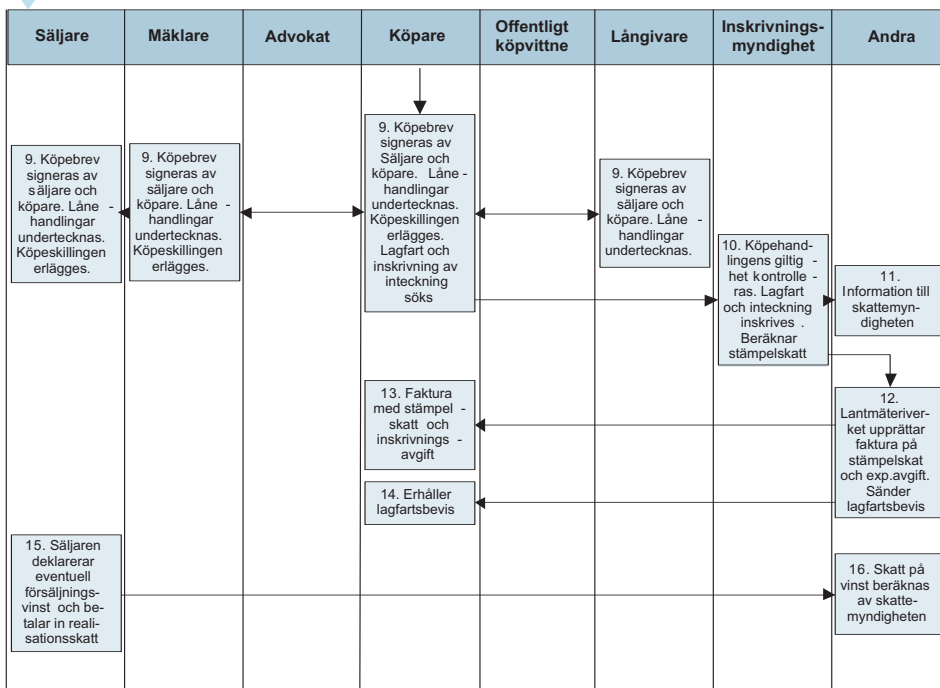 Säljare
Mäklare
Advokat
Köpare
Offentligt
köpvittne
Långivare
Inskrivnings-
myndighet
Andra
9. Köpebrev
signeras av
säljare och
köpare. Låne -
handlingar
undertecknas.
Köpeskillingen
erlägges.
9. Köpebrev
signeras av
säljare och
köpare. Låne -
handlingar
undertecknas.
Köpeskillingen
erlägges.
9. Köpebrev
signeras av
Säljare och
köpare. Låne -
handlingar
undertecknas.
Köpeskillingen
erlägges.
Lagfart och
inskrivning av
inteckning
söks
9. Köpebrev
signeras av
säljare och
köpare. Låne -
handlingar
undertecknas.
10. Köpehand-
lingens giltig -
het kontrolle -
ras. Lagfart
och inteckning
inskrives .
Beräknar
stämpelskatt
11.
Information till
skattemyn-
digheten
12.
Lantmäteriver-
ket upprättar
faktura på
stämpelskat
och exp.avgift.
Sänder
lagfartsbevis
13. Faktura
med stämpel -
skatt och
inskrivnings -
avgift
14. Erhåller
lagfartsbevis
15. Säljaren
deklarerar
eventuell
försäljnings-
vinst och be-
talar in reali-
sationsskatt
16. Skatt på
vinst beräknas
av skatte-
myndigheten